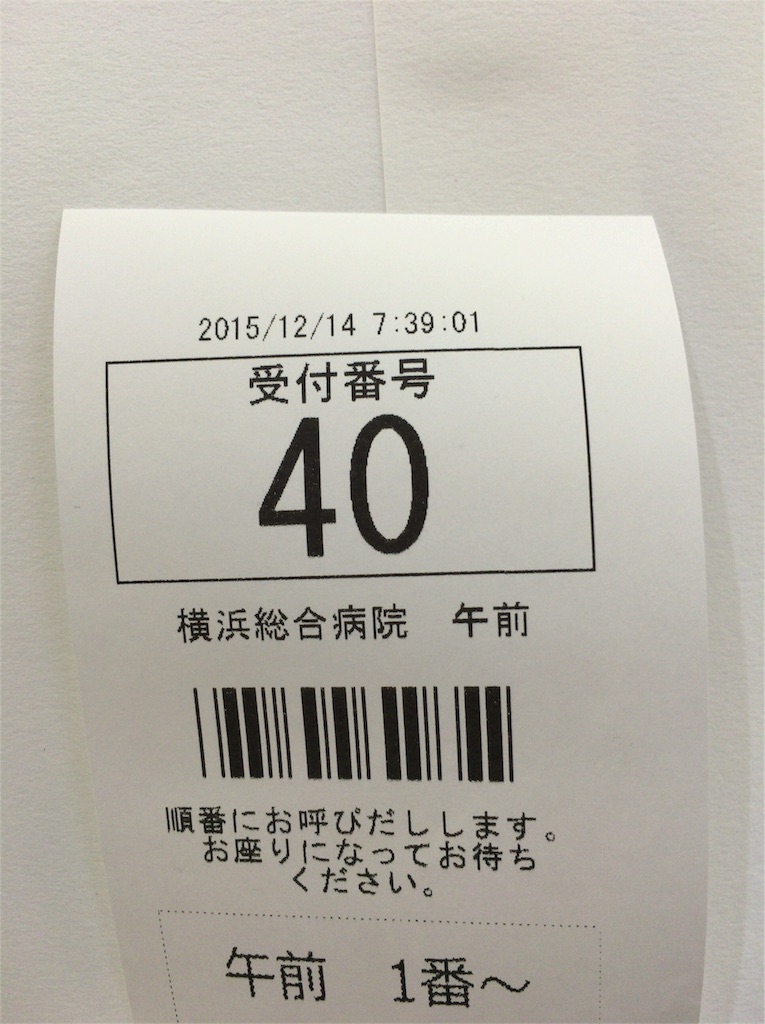 2015/12/14 7:39:01
受付番号
40
横浜総合病院　午前
順番にお呼びだしします。
お座りになってお待ち
ください。
午前　1番～